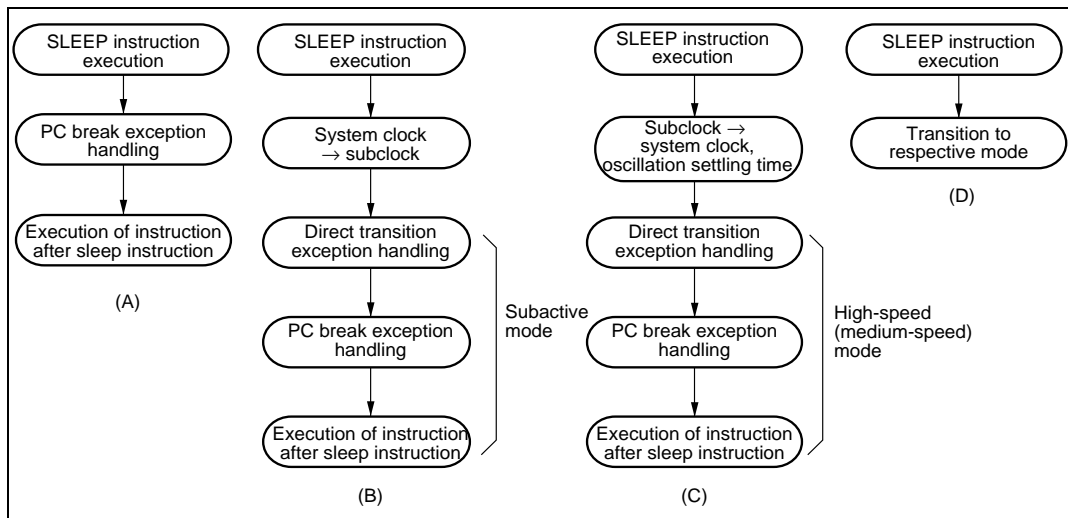 SLEEP instruction
execution
PC break exception
handling
Execution of instruction
after sleep instruction
(A)
SLEEP instruction
execution
System clock
→ subclock
Direct transition
exception handling
PC break exception
handling
Execution of instruction
after sleep instruction
Subactive
mode
(B)
SLEEP instruction
execution
Subclock →
system clock,
oscillation settling time
Direct transition
exception handling
PC break exception
handling
Execution of instruction
after sleep instruction
High-speed
(medium-speed)
mode
(C)
SLEEP instruction
execution
Transition to
respective mode
(D)